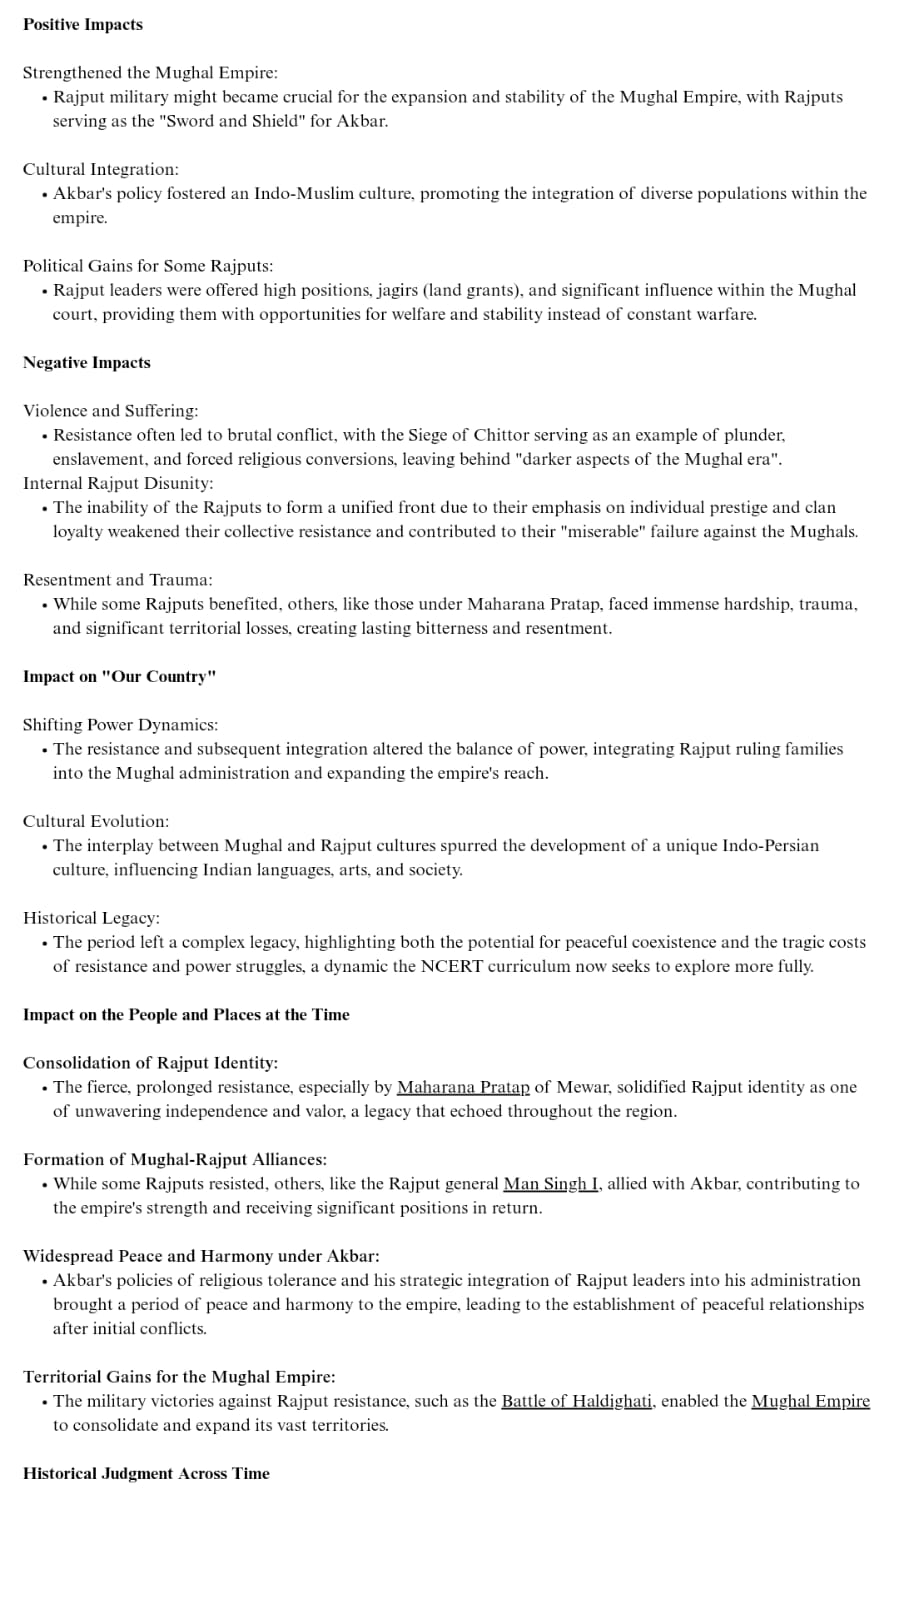 Positive Impacts
Strengthened the Mughal Empire:
• Rajput military might became crucial for the expansion and stability of the Mughal Empire, with Rajputs
serving as the "Sword and Shield" for Akbar.
Cultural Integration:
• Akbar's policy fostered an Indo-Muslim culture, promoting the integration of diverse populations within the
empire.
Political Gains for Some Rajputs:
• Rajput leaders were offered high positions, jagirs (land grants), and significant influence within the Mughal
court, providing them with opportunities for welfare and stability instead of constant warfare.
Negative Impacts
Violence and Suffering:
• Resistance often led to brutal conflict, with the Siege of Chittor serving as an example of plunder,
enslavement, and forced religious conversions, leaving behind "darker aspects of the Mughal era".
Internal Rajput Disunity:
• The inability of the Rajputs to form a unified front due to their emphasis on individual prestige and clan
loyalty weakened their collective resistance and contributed to their "miserable" failure against the Mughals.
Resentment and Trauma:
• While some Rajputs benefited, others, like those under Maharana Pratap, faced immense hardship, trauma,
and significant territorial losses, creating lasting bitterness and resentment.
Impact on "Our Country"
Shifting Power Dynamics:
• The resistance and subsequent integration altered the balance of power, integrating Rajput ruling families
into the Mughal administration and expanding the empire's reach.
Cultural Evolution:
• The interplay between Mughal and Rajput cultures spurred the development of a unique Indo-Persian
culture, influencing Indian languages, arts, and society.
Historical Legacy:
• The period left a complex legacy, highlighting both the potential for peaceful coexistence and the tragic costs
of resistance and power struggles, a dynamic the NCERT curriculum now seeks to explore more fully.
Impact on the People and Places at the Time
Consolidation of Rajput Identity:
• The fierce, prolonged resistance, especially by Maharana Pratap of Mewar, solidified Rajput identity as one
of unwavering independence and valor, a legacy that echoed throughout the region.
Formation of Mughal-Rajput Alliances:
• While some Rajputs resisted, others, like the Rajput general Man Singh I, allied with Akbar, contributing to
the empire's strength and receiving significant positions in return.
Widespread Peace and Harmony under Akbar:
• Akbar's policies of religious tolerance and his strategic integration of Rajput leaders into his administration
brought a period of peace and harmony to the empire, leading to the establishment of peaceful relationships
after initial conflicts.
Territorial Gains for the Mughal Empire:
• The military victories against Rajput resistance, such as the Battle of Haldighati, enabled the Mughal Empire
to consolidate and expand its vast territories.
Historical Judgment Across Time